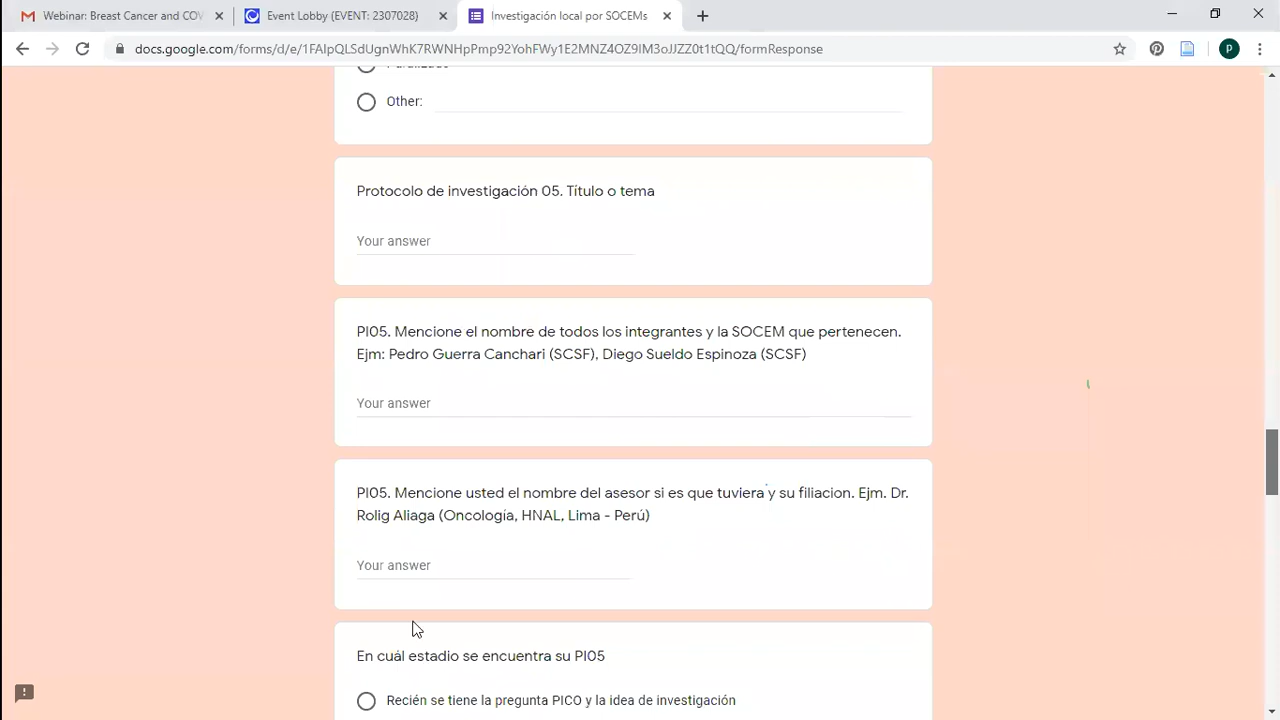 Webinar: Breast Cancer and COV
Event Lobby (EVENT: 2307028)
Investigación local por SOCEMs
docs.google.com/forms/d/e/1FAIpQLSdUgnWhK7RWNHpPmp92YohFWy1E2MNZ4OZ9IM3oJJZZ0t1tQQ/formResponse
P
Other:
Protocolo de investigación 05. Título o tema
Your answer
PI05. Mencione el nombre de todos los integrantes y la SOCEM que pertenecen.
Ejm: Pedro Guerra Canchari (SCSF), Diego Sueldo Espinoza (SCSF)
Your answer
PI05. Mencione usted el nombre del asesor si es que tuviera y su filiacion. Ejm. Dr.
Rolig Aliaga (Oncología, HNAL, Lima - Perú)
Your answer
En cuál estadio se encuentra su PI05
Recién se tiene la pregunta PICO y la idea de investigación